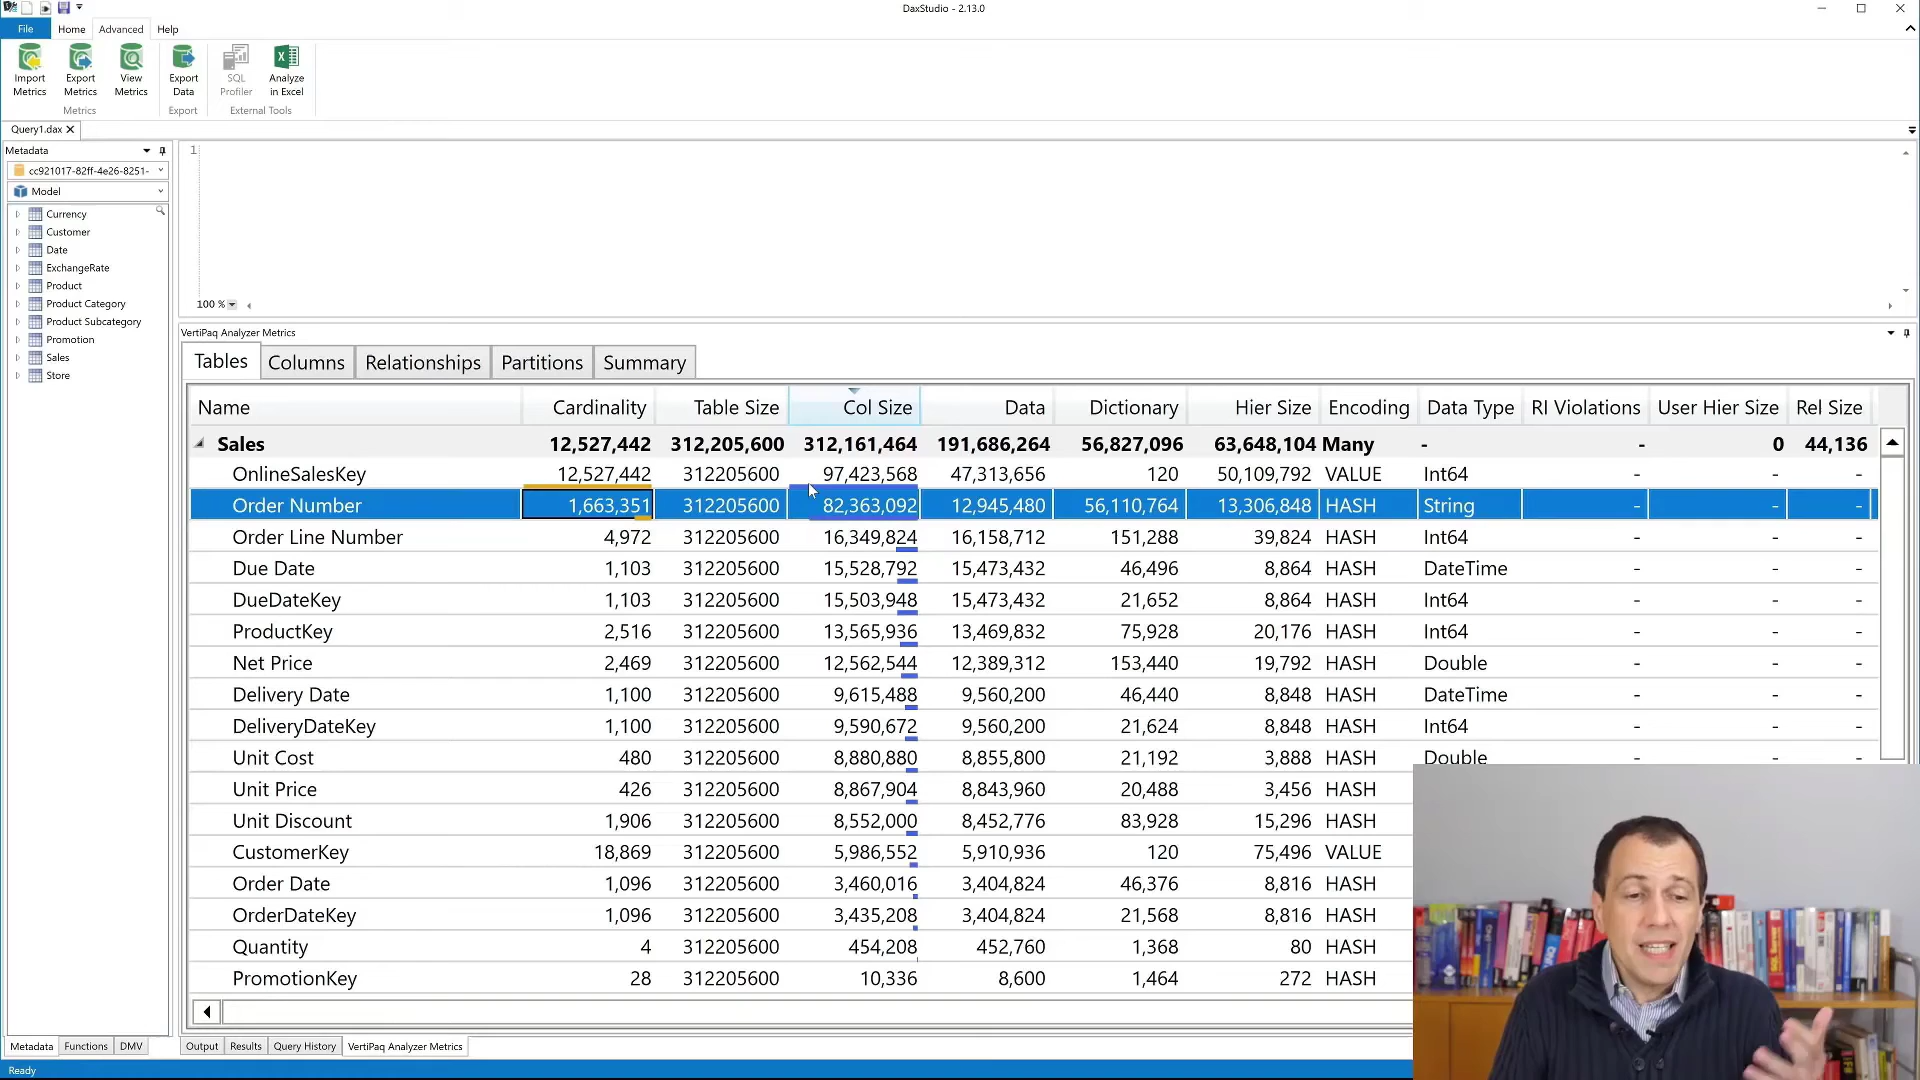 DaxStudio - 2.13.0
File Home Advanced Help
Import Metrics
Export Metrics
View Metrics
Export Data
SQL Profiler
Analyze in Excel
Metrics Export External Tools
Query1.dax
Metadata
cc921017-82ff-4e26-8251-
Model
Currency
Customer
Date
ExchangeRate
Product
Product Category
Product Subcategory
Promotion
Sales
Store
1
100 %
VertiPaq Analyzer Metrics
Tables Columns Relationships Partitions Summary
Name Cardinality Table Size Col Size Data Dictionary Hier Size Encoding Data Type RI Violations User Hier Size Rel Size
Sales 12,527,442 312,205,600 312,161,464 191,686,264 56,827,096 63,648,104 Many - - 0 44,136
OnlineSalesKey 12,527,442 312205600 97,423,568 47,313,656 120 50,109,792 VALUE Int64 - - -
Order Number 1,663,351 312205600 82,363,092 12,945,480 56,110,764 13,306,848 HASH String - - -
Order Line Number 4,972 312205600 16,349,824 16,158,712 151,288 39,824 HASH Int64 - - -
Due Date 1,103 312205600 15,528,792 15,473,432 46,496 8,864 HASH DateTime - - -
DueDateKey 1,103 312205600 15,503,948 15,473,432 21,652 8,864 HASH Int64 - - -
ProductKey 2,516 312205600 13,565,936 13,469,832 75,928 20,176 HASH Int64 - - -
Net Price 2,469 312205600 12,562,544 12,389,312 153,440 19,792 HASH Double - - -
Delivery Date 1,100 312205600 9,615,488 9,560,200 46,440 8,848 HASH DateTime - - -
DeliveryDateKey 1,100 312205600 9,590,672 9,560,200 21,624 8,848 HASH Int64 - - -
Unit Cost 480 312205600 8,880,880 8,855,800 21,192 3,888 HASH Double - - -
Unit Price 426 312205600 8,867,904 8,843,960 20,488 3,456 HASH
Unit Discount 1,906 312205600 8,552,000 8,452,776 83,928 15,296 HASH
CustomerKey 18,869 312205600 5,986,552 5,910,936 120 75,496 VALUE
Order Date 1,096 312205600 3,460,016 3,404,824 46,376 8,816 HASH
OrderDateKey 1,096 312205600 3,435,208 3,404,824 21,568 8,816 HASH
Quantity 4 312205600 454,208 452,760 1,368 80 HASH
PromotionKey 28 312205600 10,336 8,600 1,464 272 HASH
Metadata Functions DMV Output Results Query History VertiPaq Analyzer Metrics
Ready